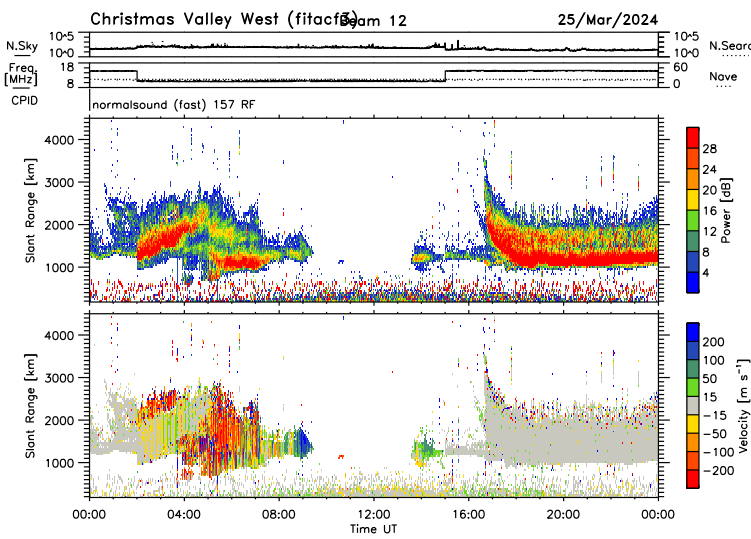 Christmas Valley West (fitacf3) Beam 12 25/Mar/2024
N.Sky 10^5 10^0 10^5 10^0 N.Searc
Freq [MHz] 18 8 60 0 Nave
CPID normalsound (fast) 157 RF
Slant Range [km] 4000 3000 2000 1000
Power [dB] 28 24 20 16 12 8 4
Slant Range [km] 4000 3000 2000 1000
Velocity [m s⁻¹] 200 100 50 15 −15 −50 −100 −200
00:00 04:00 08:00 12:00 16:00 20:00 00:00
Time UT